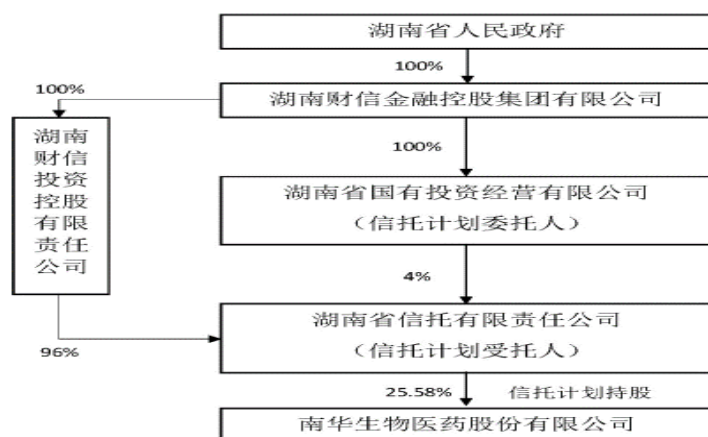 湖南省人民政府
100%
100%
湖南财信金融控股集团有限公司
湖南
财信
投资
控股
有限
责任
公司
100%
湖南省国有投资经营有限公司
（信托计划委托人）
4%
湖南省信托有限责任公司
（信托计划受托人）
96%
25.58%
信托计划持股
南华生物医药股份有限公司